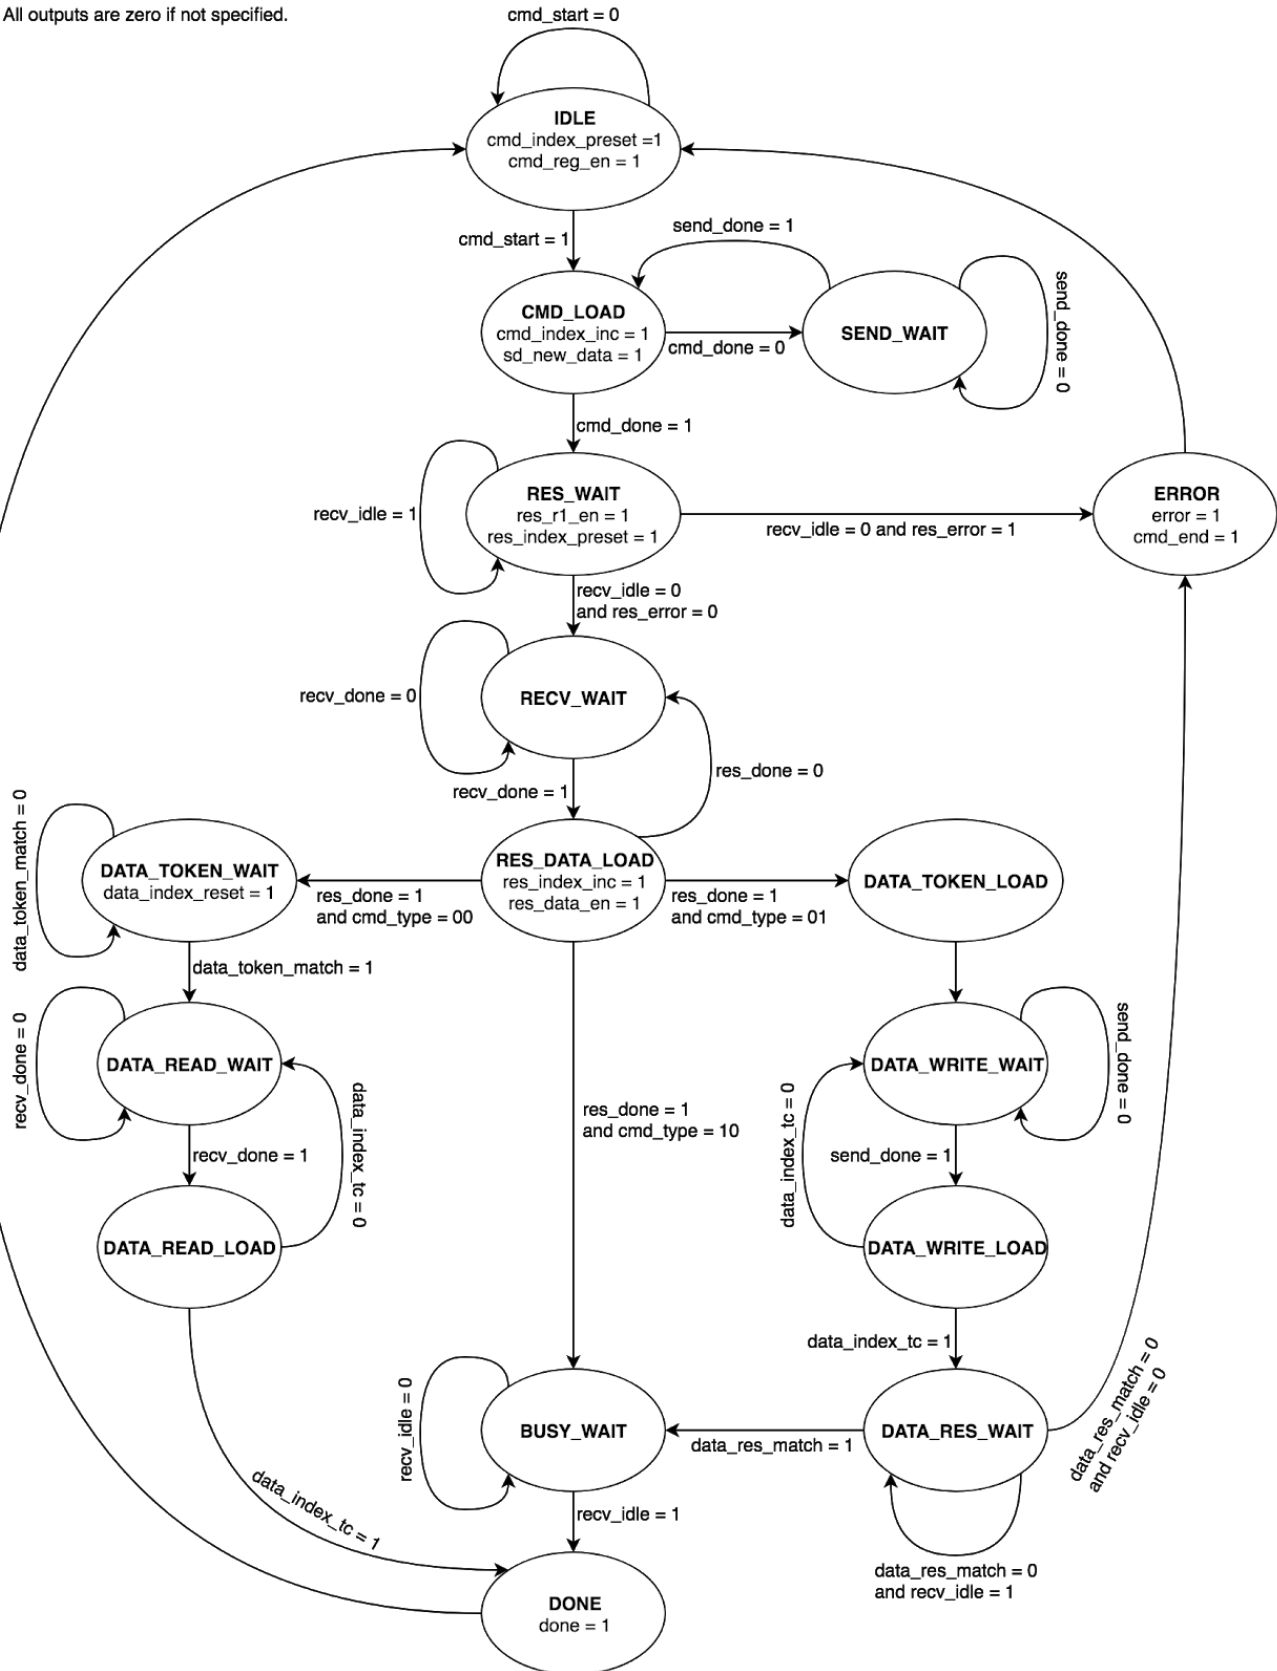 All outputs are zero if not specified.
cmd_start = 0
IDLE
cmd_index_preset =1
cmd_reg_en = 1
cmd_start = 1
send_done = 1
CMD_LOAD
cmd_index_inc = 1
sd_new_data = 1
cmd_done = 0
SEND_WAIT
send_done = 0
cmd_done = 1
recv_idle = 1
RES_WAIT
res_r1_en = 1
res_index_preset = 1
recv_idle = 0 and res_error = 1
ERROR
error = 1
cmd_end = 1
recv_idle = 0
and res_error = 0
recv_done = 0
RECV_WAIT
res_done = 0
recv_done = 1
data_token_match = 0
DATA_TOKEN_WAIT
data_index_reset = 1
res_done = 1
and cmd_type = 00
RES_DATA_LOAD
res_index_inc = 1
res_data_en = 1
res_done = 1
and cmd_type = 01
DATA_TOKEN_LOAD
data_token_match = 1
recv_done = 0
DATA_READ_WAIT
data_index_tc = 0
recv_done = 1
DATA_READ_LOAD
res_done = 1
and cmd_type = 10
data_index_tc = 0
DATA_WRITE_WAIT
send_done = 0
send_done = 1
DATA_WRITE_LOAD
data_index_tc = 1
recv_idle = 0
BUSY_WAIT
data_res_match = 1
DATA_RES_WAIT
data_res_match = 0
and recv_idle = 0
data_index_tc = 1
recv_idle = 1
data_res_match = 0
and recv_idle = 1
DONE
done = 1